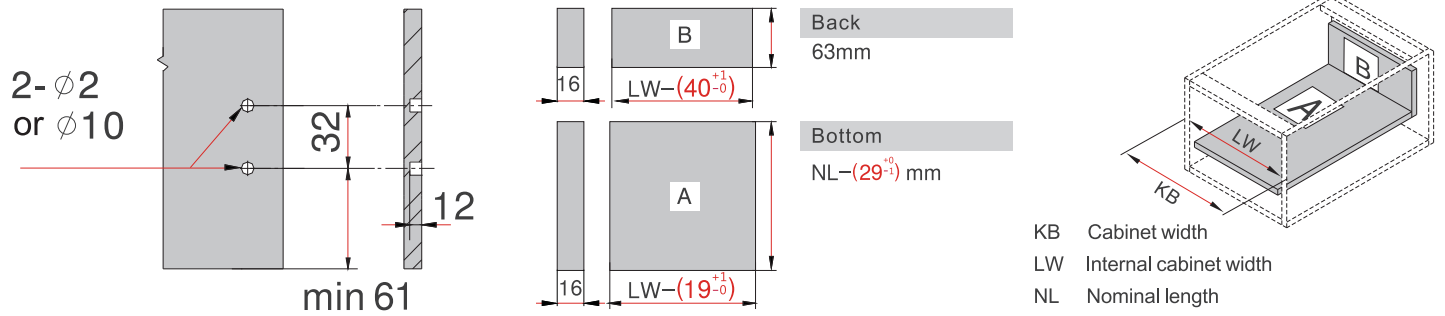 2- ⌀2
or ⌀10
32
12
min 61
B
16
LW–(40+1-0)
A
16
LW–(19+1-0)
Back
63mm
Bottom
NL–(29+0-1) mm
B
A
LW
KB
KB Cabinet width
LW Internal cabinet width
NL Nominal length